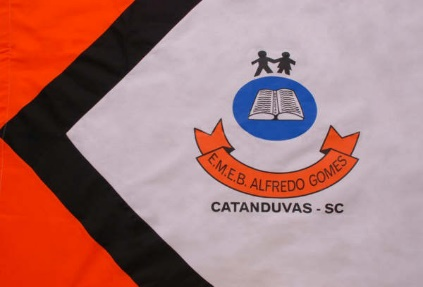 E.M.E.B. ALFREDO GOMES
CATANDUVAS - SC